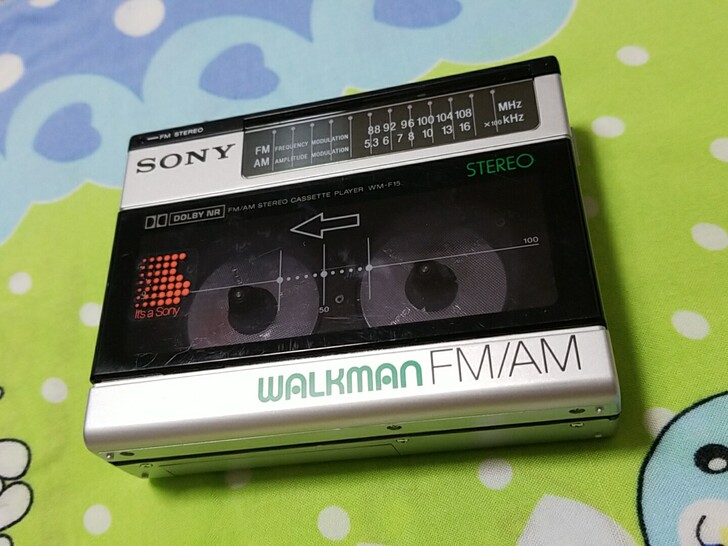 FM STEREO
SONY
FM FREQUENCY MODULATION 88 92 96 100 104 108 MHz
AM AMPLITUDE MODULATION 5.3 6 7 8 10 13 16 ×100 kHz
STEREO
DOLBY NR FM/AM STEREO CASSETTE PLAYER WM-F15
100
50
It's a Sony
WALKMAN FM/AM